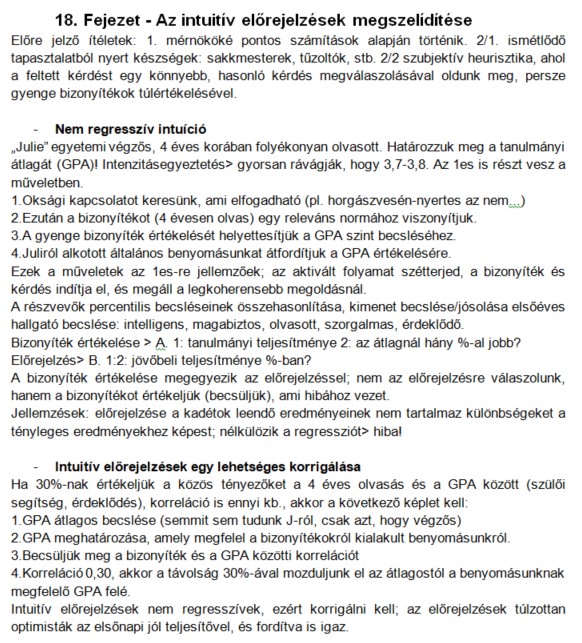 18. Fejezet - Az intuitív előrejelzések megszelídítése
Előre jelző ítéletek: 1. mérnököké pontos számítások alapján történik. 2/1. ismétlődő
tapasztalatból nyert készségek: sakkmesterek, tűzoltók, stb. 2/2 szubjektív heurisztika, ahol
a feltett kérdést egy könnyebb, hasonló kérdés megválaszolásával oldunk meg, persze
gyenge bizonyítékok túlértékelésével.
- Nem regresszív intuíció
„Julie" egyetemi végzős, 4 éves korában folyékonyan olvasott. Határozzuk meg a tanulmányi
átlagát (GPA)! Intenzitásegyeztetés> gyorsan rávágják, hogy 3,7-3,8. Az 1es is részt vesz a
műveletben.
1.Oksági kapcsolatot keresünk, ami elfogadható (pl. horgászvesén-nyertes az nem...)
2.Ezután a bizonyítékot (4 évesen olvas) egy releváns normához viszonyítjuk.
3.A gyenge bizonyíték értékelését helyettesítjük a GPA szint becsléséhez.
4.Juliról alkotott általános benyomásunkat átfordítjuk a GPA értékelésére.
Ezek a műveletek az 1es-re jellemzőek; az aktivált folyamat szétterjed, a bizonyíték és
kérdés indítja el, és megáll a legkoherensebb megoldásnál.
A részvevők percentilis becsléseinek összehasonlítása, kimenet becslése/jósolása elsőéves
hallgató becslése: intelligens, magabiztos, olvasott, szorgalmas, érdeklődő.
Bizonyíték értékelése > A. 1: tanulmányi teljesítménye 2: az átlagnál hány %-al jobb?
Előrejelzés> B. 1:2: jövőbeli teljesítménye %-ban?
A bizonyíték értékelése megegyezik az előrejelzéssel; nem az előrejelzésre válaszolunk,
hanem a bizonyítékot értékeljük (becsüljük), ami hibához vezet.
Jellemzések: előrejelzése a kadétok leendő eredményeinek nem tartalmaz különbségeket a
tényleges eredményekhez képest; nélkülözik a regressziót> hiba!
- Intuitív előrejelzések egy lehetséges korrigálása
Ha 30%-nak értékeljük a közös tényezőket a 4 éves olvasás és a GPA között (szülői
segítség, érdeklődés), korreláció is ennyi kb., akkor a következő képlet kell:
1.GPA átlagos becslése (semmit sem tudunk J-ról, csak azt, hogy végzős)
2.GPA meghatározása, amely megfelel a bizonyítékokról kialakult benyomásunkról.
3.Becsüljük meg a bizonyíték és a GPA közötti korrelációt
4.Korreláció 0,30, akkor a távolság 30%-ával mozduljunk el az átlagostól a benyomásunknak
megfelelő GPA felé.
Intuitív előrejelzések nem regresszívek, ezért korrigálni kell; az előrejelzések túlzottan
optimisták az elsőnapi jól teljesítővel, és fordítva is igaz.